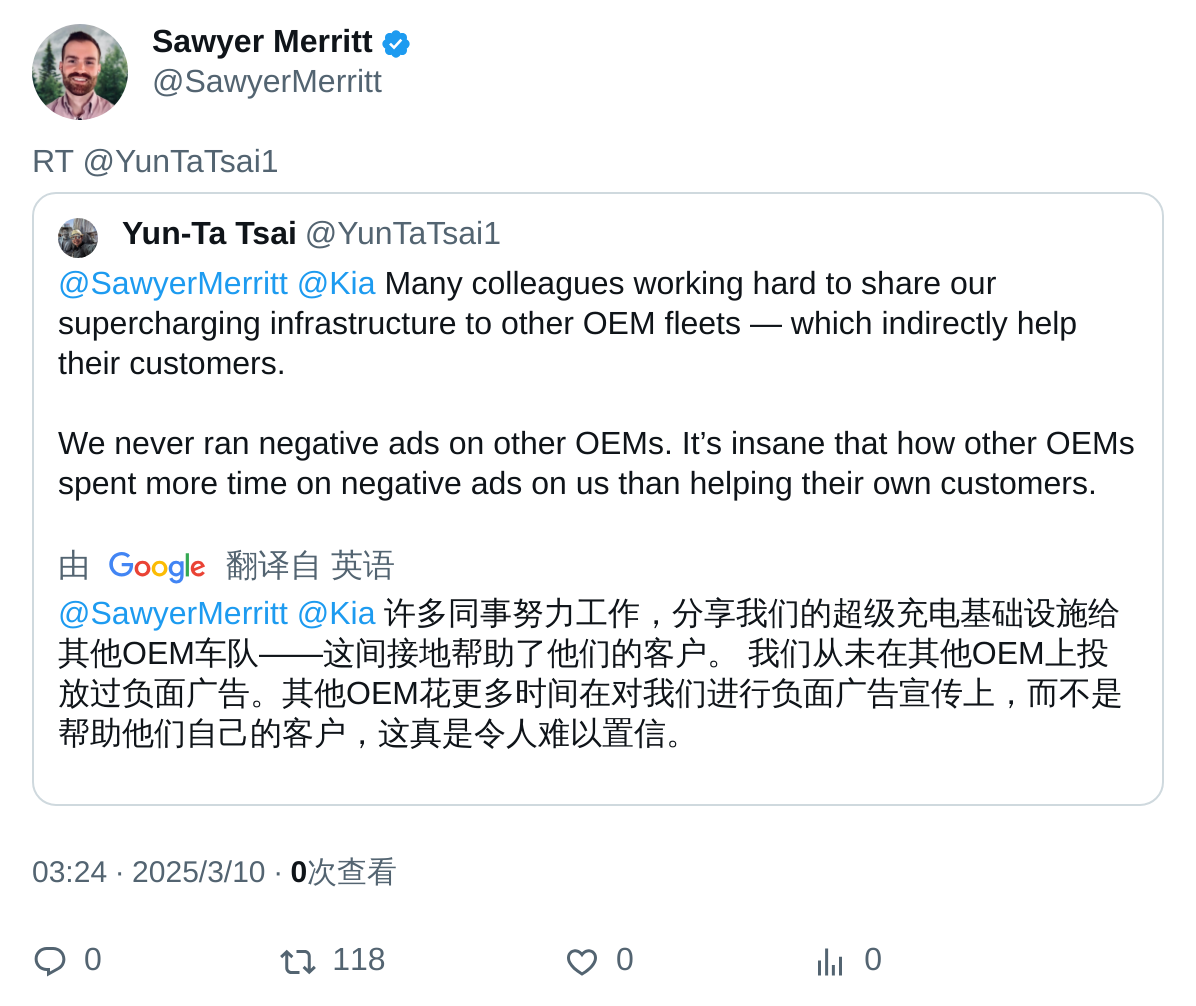 Sawyer Merritt
@SawyerMerritt
RT @YunTaTsai1
Yun-Ta Tsai @YunTaTsai1
@SawyerMerritt @Kia Many colleagues working hard to share our
supercharging infrastructure to other OEM fleets — which indirectly help
their customers.
We never ran negative ads on other OEMs. It’s insane that how other OEMs
spent more time on negative ads on us than helping their own customers.
由 Google 翻译自 英语
@SawyerMerritt @Kia 许多同事努力工作，分享我们的超级充电基础设施给
其他OEM车队——这间接地帮助了他们的客户。 我们从未在其他OEM上投
放过负面广告。其他OEM花更多时间在对我们进行负面广告宣传上，而不是
帮助他们自己的客户，这真是令人难以置信。
03:24 · 2025/3/10 · 0次查看
0 118 0 0